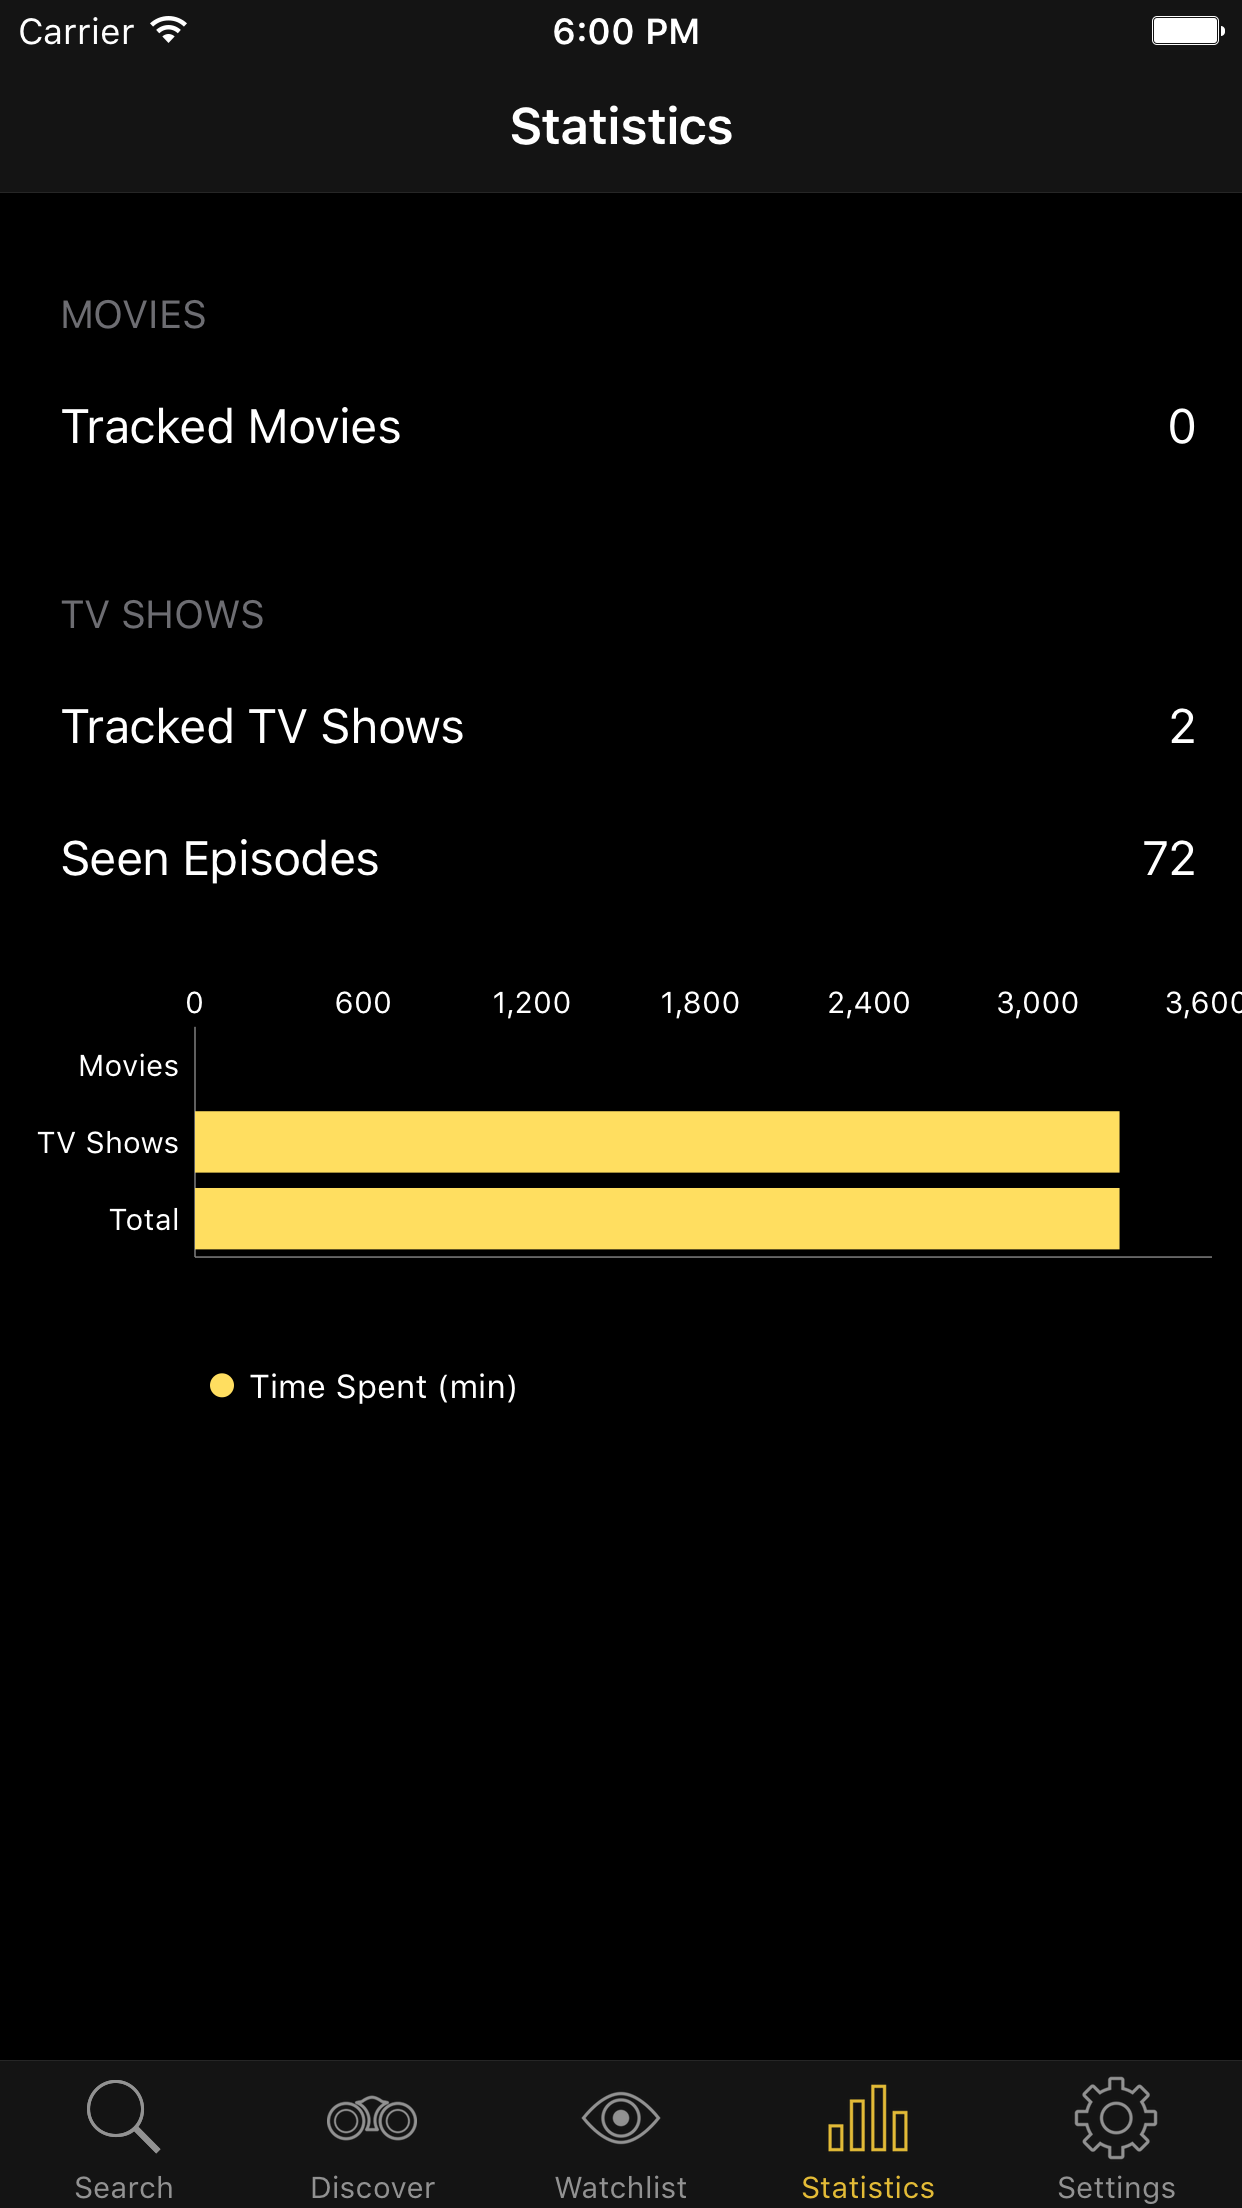 Carrier 6:00 PM
Statistics
MOVIES
Tracked Movies 0
TV SHOWS
Tracked TV Shows 2
Seen Episodes 72
0 600 1,200 1,800 2,400 3,000 3,600
Movies
TV Shows
Total
Time Spent (min)
Search Discover Watchlist Statistics Settings